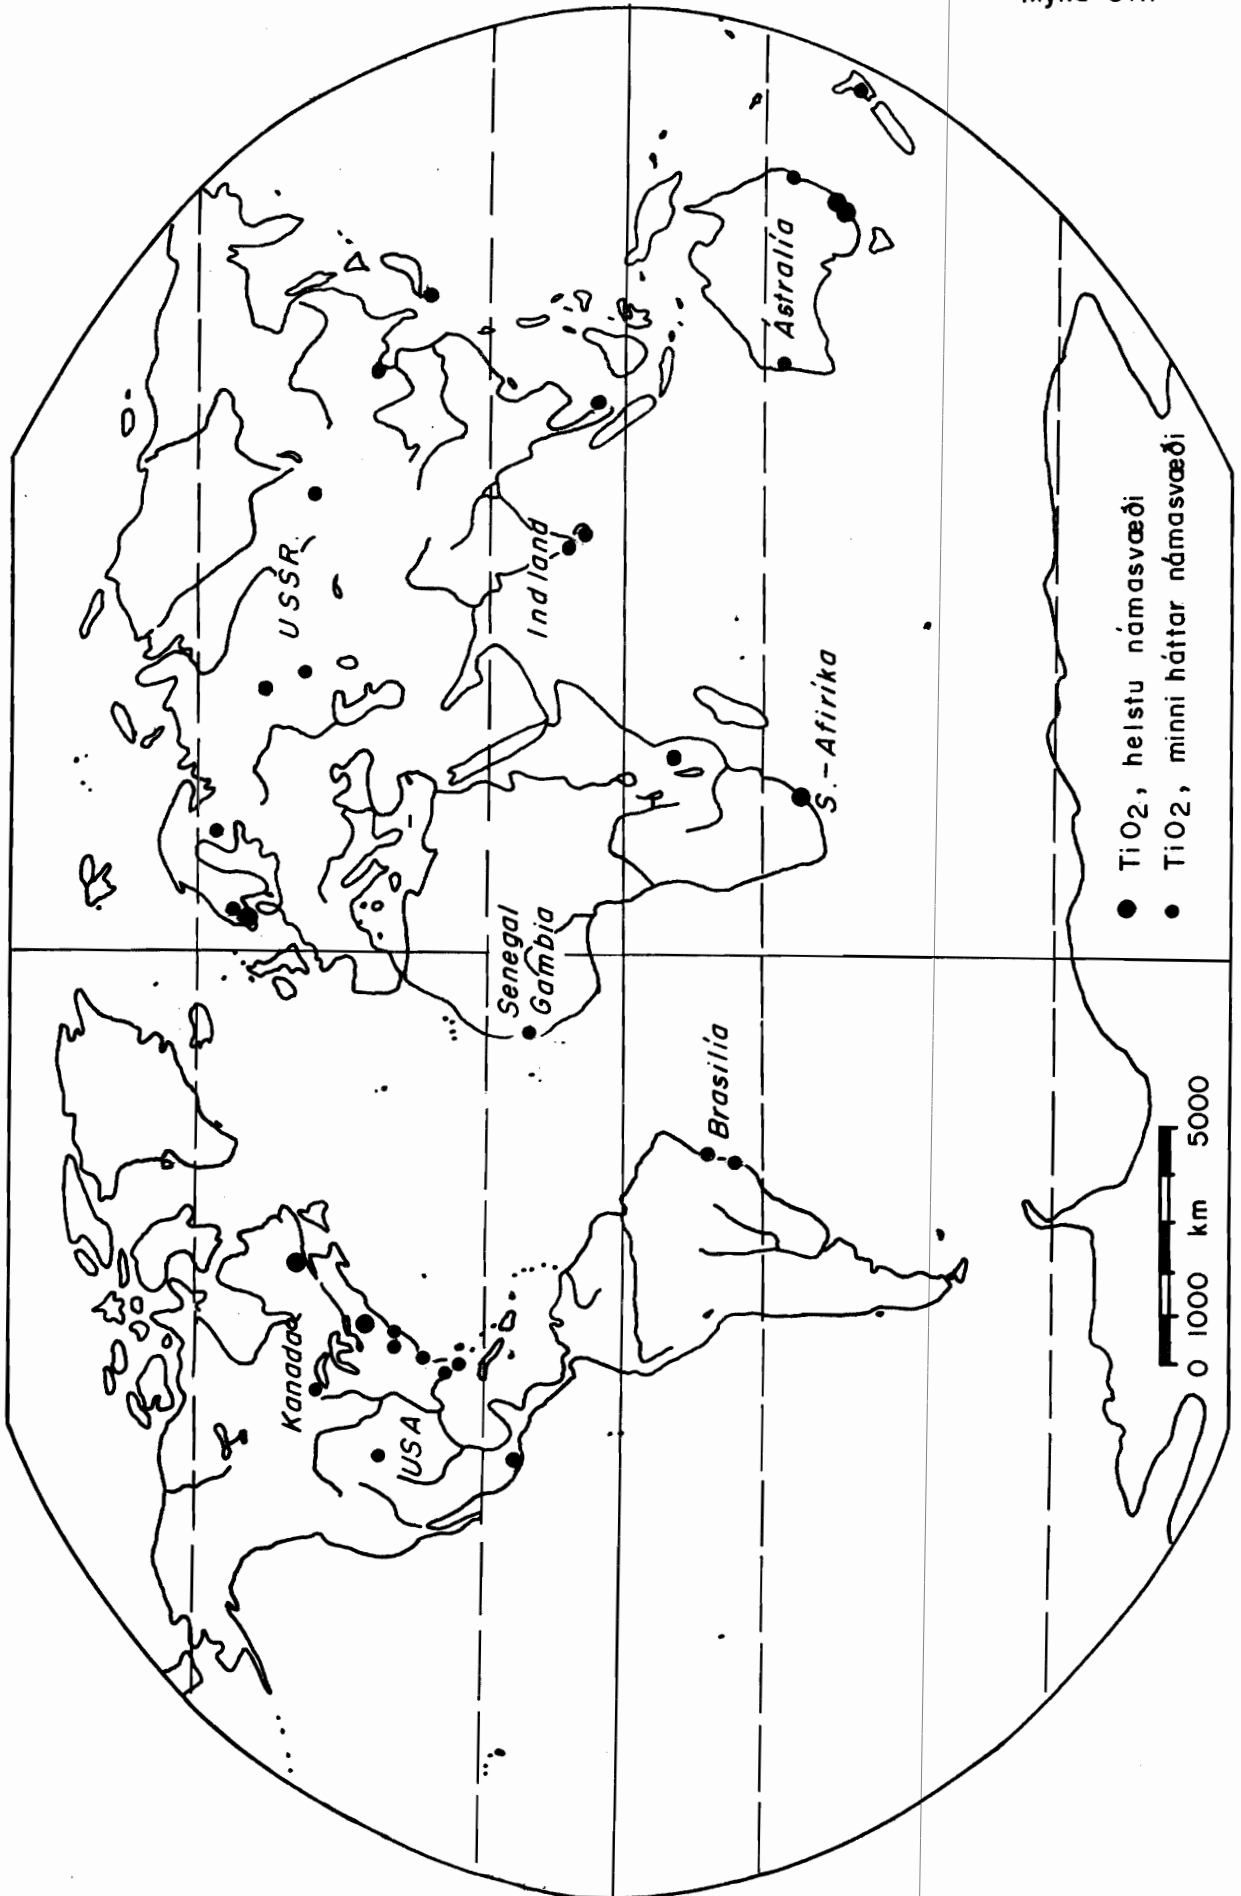 Kanada
USA
Brasilía
Senegal
Gambia
USSR
Indland
S.-Afiríka
Ástralía
TiO2, helstu námasvæði
TiO2, minni háttar námasvæði
0 1000 km 5000